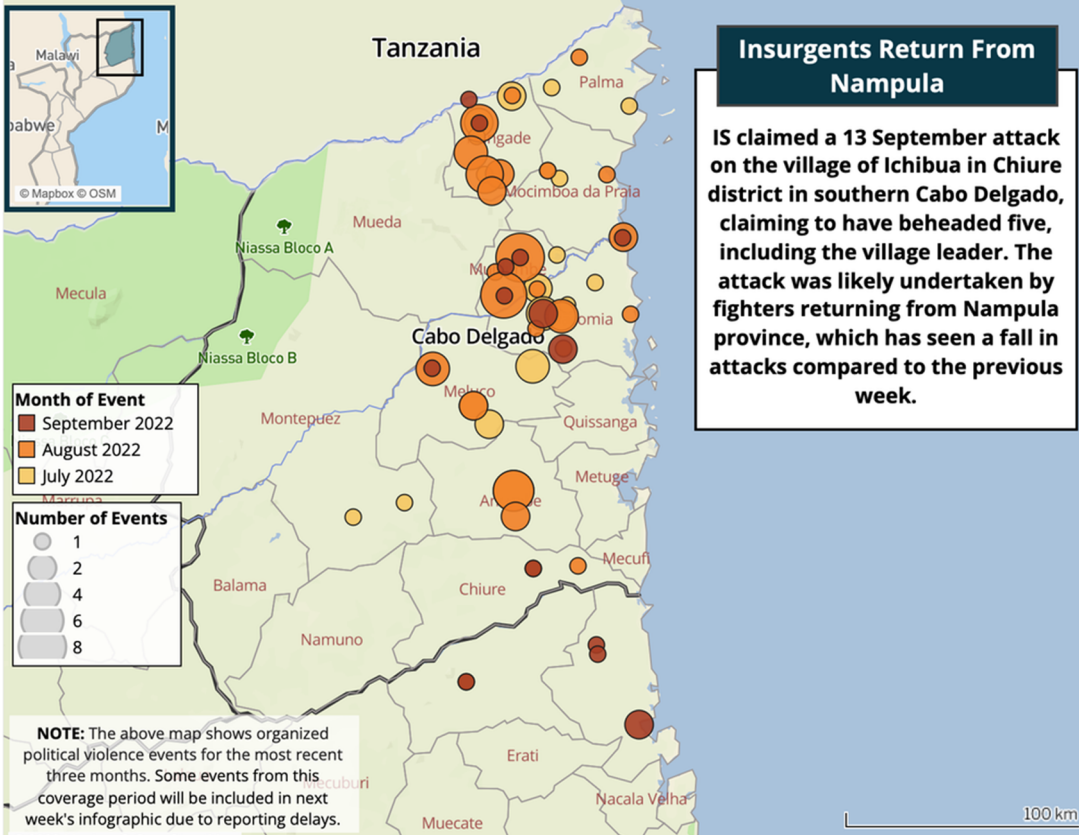 Malawi
a
babwe
M
© Mapbox © OSM
Tanzania
Palma
ngade
Mocimboa da Praia
Mueda
Niassa Bloco A
Mecula
Niassa Bloco B
Cabo Delgado
omia
Meluco
Montepuez
Quissanga
Metuge
Mecufi
Balama
Chiure
Namuno
Erati
Nacala Velha
Mecuburi
Muecate
Marrupa
Insurgents Return From
Nampula
IS claimed a 13 September attack
on the village of Ichibua in Chiure
district in southern Cabo Delgado,
claiming to have beheaded five,
including the village leader. The
attack was likely undertaken by
fighters returning from Nampula
province, which has seen a fall in
attacks compared to the previous
week.
Month of Event
September 2022
August 2022
July 2022
Number of Events
1
2
4
6
8
NOTE: The above map shows organized
political violence events for the most recent
three months. Some events from this
coverage period will be included in next
week's infographic due to reporting delays.
100 km